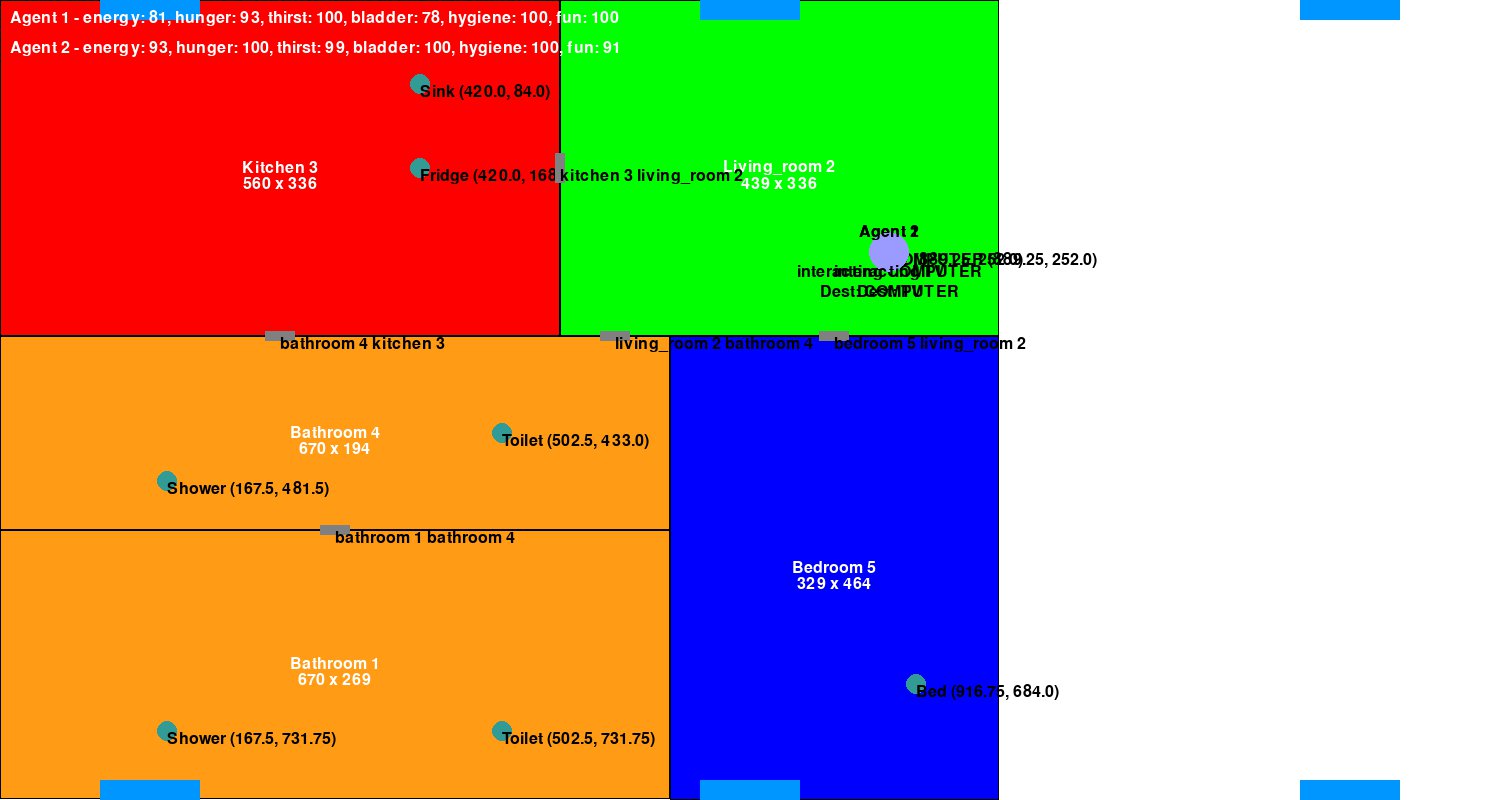 Agent 1 - energy: 81, hunger: 93, thirst: 100, bladder: 78, hygiene: 100, fun: 100
Agent 2 - energy: 93, hunger: 100, thirst: 99, bladder: 100, hygiene: 100, fun: 91
Sink (420.0, 84.0)
Kitchen 3
560 x 336
Fridge (420.0, 168
kitchen 3 living_room 2
Living_room 2
439 x 336
Agent
252.0)
COMPUTER
Dest:
bathroom 4 kitchen 3
living_room 2 bathroom 4
bedroom 5 living_room 2
Bathroom 4
670 x 194
Toilet (502.5, 433.0)
Shower (167.5, 481.5)
bathroom 1 bathroom 4
Bedroom 5
329 x 464
Bathroom 1
670 x 269
Bed (916.75, 684.0)
Shower (167.5, 731.75)
Toilet (502.5, 731.75)